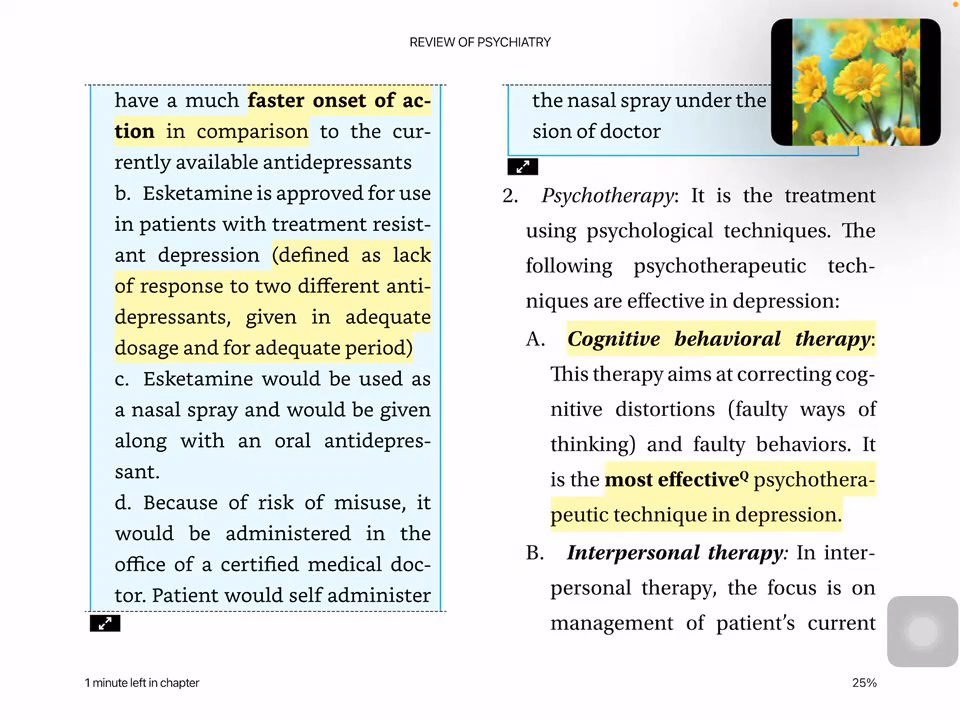 REVIEW OF PSYCHIATRY
have a much faster onset of ac-
tion in comparison to the cur-
rently available antidepressants
b. Esketamine is approved for use
in patients with treatment resist-
ant depression (defined as lack
of response to two different anti-
depressants, given in adequate
dosage and for adequate period)
c. Esketamine would be used as
a nasal spray and would be given
along with an oral antidepres-
sant.
d. Because of risk of misuse, it
would be administered in the
office of a certified medical doc-
tor. Patient would self administer
the nasal spray under the
sion of doctor
2. Psychotherapy: It is the treatment
using psychological techniques. The
following psychotherapeutic tech-
niques are effective in depression:
A. Cognitive behavioral therapy:
This therapy aims at correcting cog-
nitive distortions (faulty ways of
thinking) and faulty behaviors. It
is the most effectiveQ psychothera-
peutic technique in depression.
B. Interpersonal therapy: In inter-
personal therapy, the focus is on
management of patient's current
1 minute left in chapter
25%